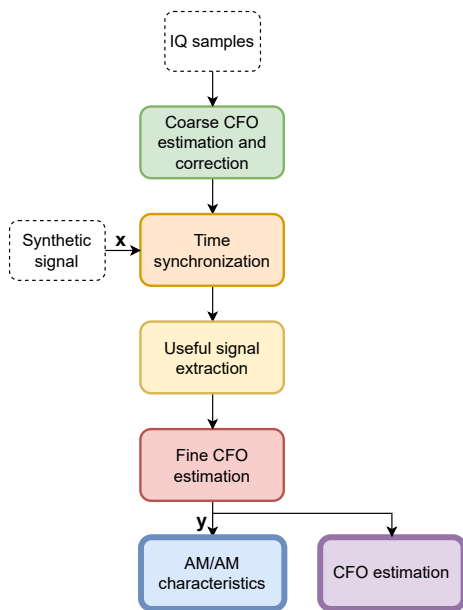 IQ samples
Coarse CFO
estimation and
correction
Synthetic
signal
x
Time
synchronization
Useful signal
extraction
Fine CFO
estimation
y
AM/AM
characteristics
CFO estimation